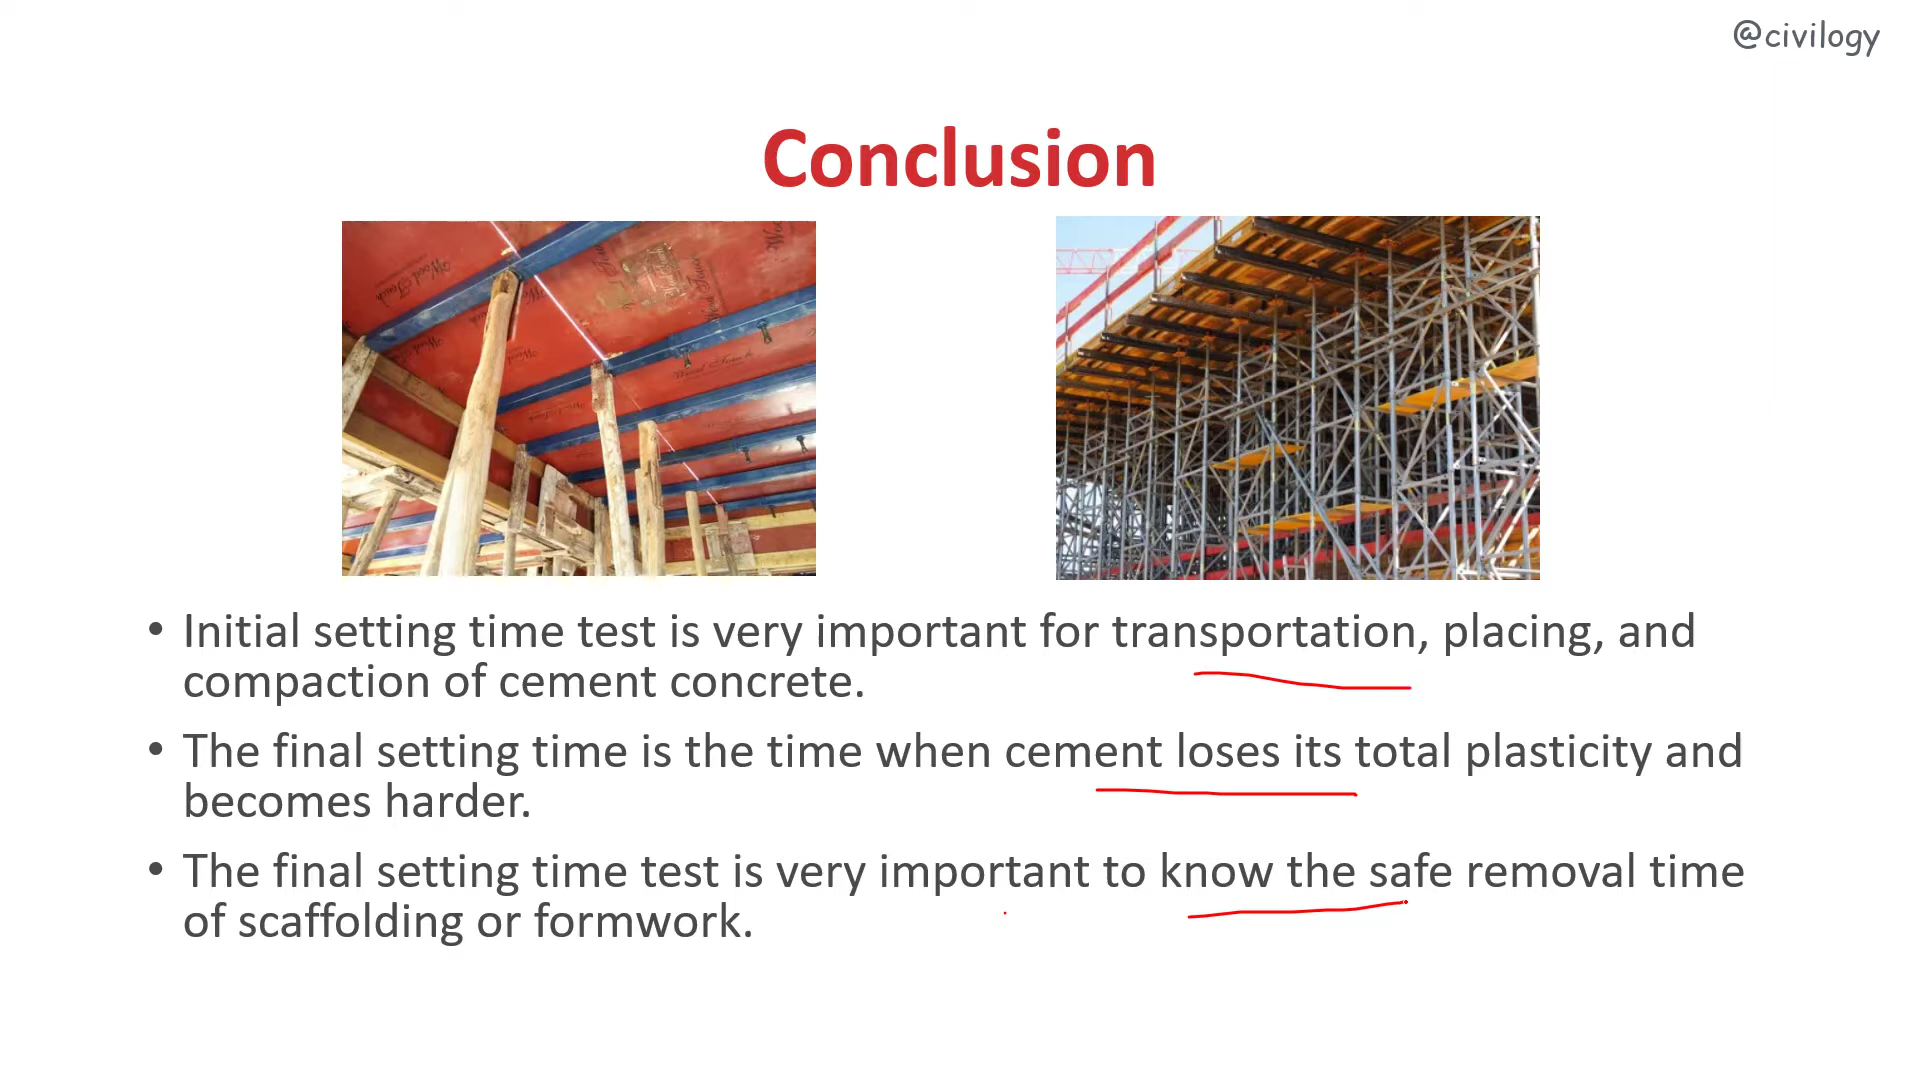 @civilogy
Conclusion
• Initial setting time test is very important for transportation, placing, and
compaction of cement concrete.
• The final setting time is the time when cement loses its total plasticity and
becomes harder.
• The final setting time test is very important to know the safe removal time
of scaffolding or formwork.